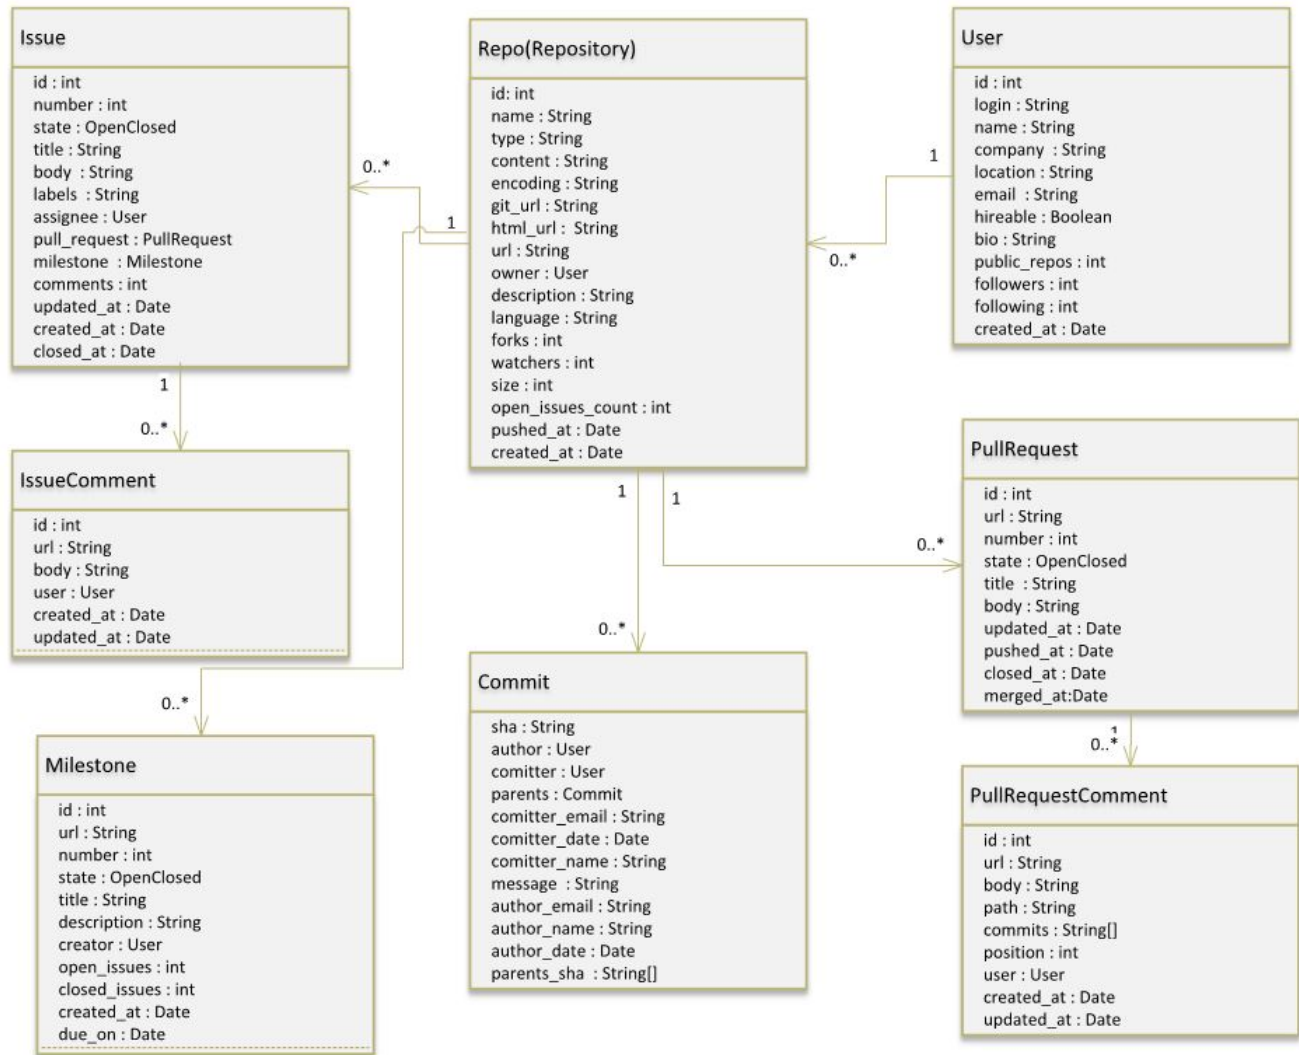 Issue
id : int
number : int
state : OpenClosed
title : String
body : String
labels : String
assignee : User
pull_request : PullRequest
milestone : Milestone
comments : int
updated_at : Date
created_at : Date
closed_at : Date
1
0..*
IssueComment
id : int
url : String
body : String
user : User
created_at : Date
updated_at : Date
0..*
Milestone
id : int
url : String
number : int
state : OpenClosed
title : String
description : String
creator : User
open_issues : int
closed_issues : int
created_at : Date
due_on : Date
0..*
1
Repo(Repository)
id: int
name : String
type : String
content : String
encoding : String
git_url : String
html_url : String
url : String
owner : User
description : String
language : String
forks : int
watchers : int
size : int
open_issues_count : int
pushed_at : Date
created_at : Date
1
1
0..*
Commit
sha : String
author : User
comitter : User
parents : Commit
comitter_email : String
comitter_date : Date
comitter_name : String
message : String
author_email : String
author_name : String
author_date : Date
parents_sha : String[]
1
0..*
User
id : int
login : String
name : String
company : String
location : String
email : String
hireable : Boolean
bio : String
public_repos : int
followers : int
following : int
created_at : Date
0..*
PullRequest
id : int
url : String
number : int
state : OpenClosed
title : String
body : String
updated_at : Date
pushed_at : Date
closed_at : Date
merged_at:Date
1
0..*
PullRequestComment
id : int
url : String
body : String
path : String
commits : String[]
position : int
user : User
created_at : Date
updated_at : Date